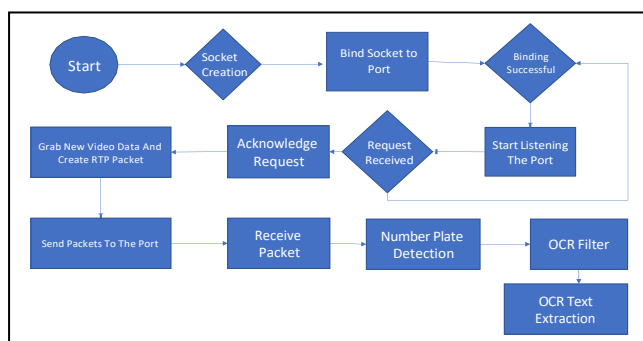 Start
Socket
Creation
Bind Socket to
Port
Binding
Successful
Grab New Video Data And
Create RTP Packet
Acknowledge
Request
Request
Received
Start Listening
The Port
Send Packets To The Port
Receive
Packet
Number Plate
Detection
OCR Filter
OCR Text
Extraction